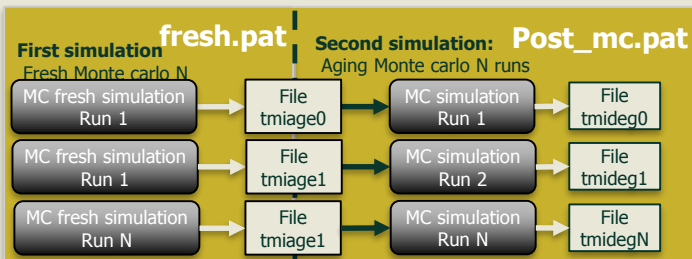 fresh.pat
Post_mc.pat
First simulation
Fresh Monte carlo N
Second simulation:
Aging Monte carlo N runs
MC fresh simulation
Run 1
File
tmiage0
MC simulation
Run 1
File
tmideg0
MC fresh simulation
Run 1
File
tmiage1
MC simulation
Run 2
File
tmideg1
MC fresh simulation
Run N
File
tmiage1
MC simulation
Run N
File
tmidegN